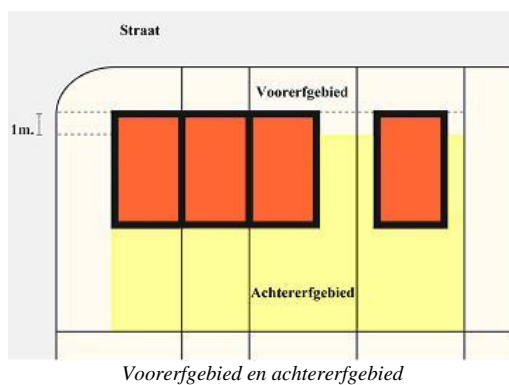 Straat
Voorerfgebied
1m.
Achtererfgebied
Voorerfgebied en achtererfgebied